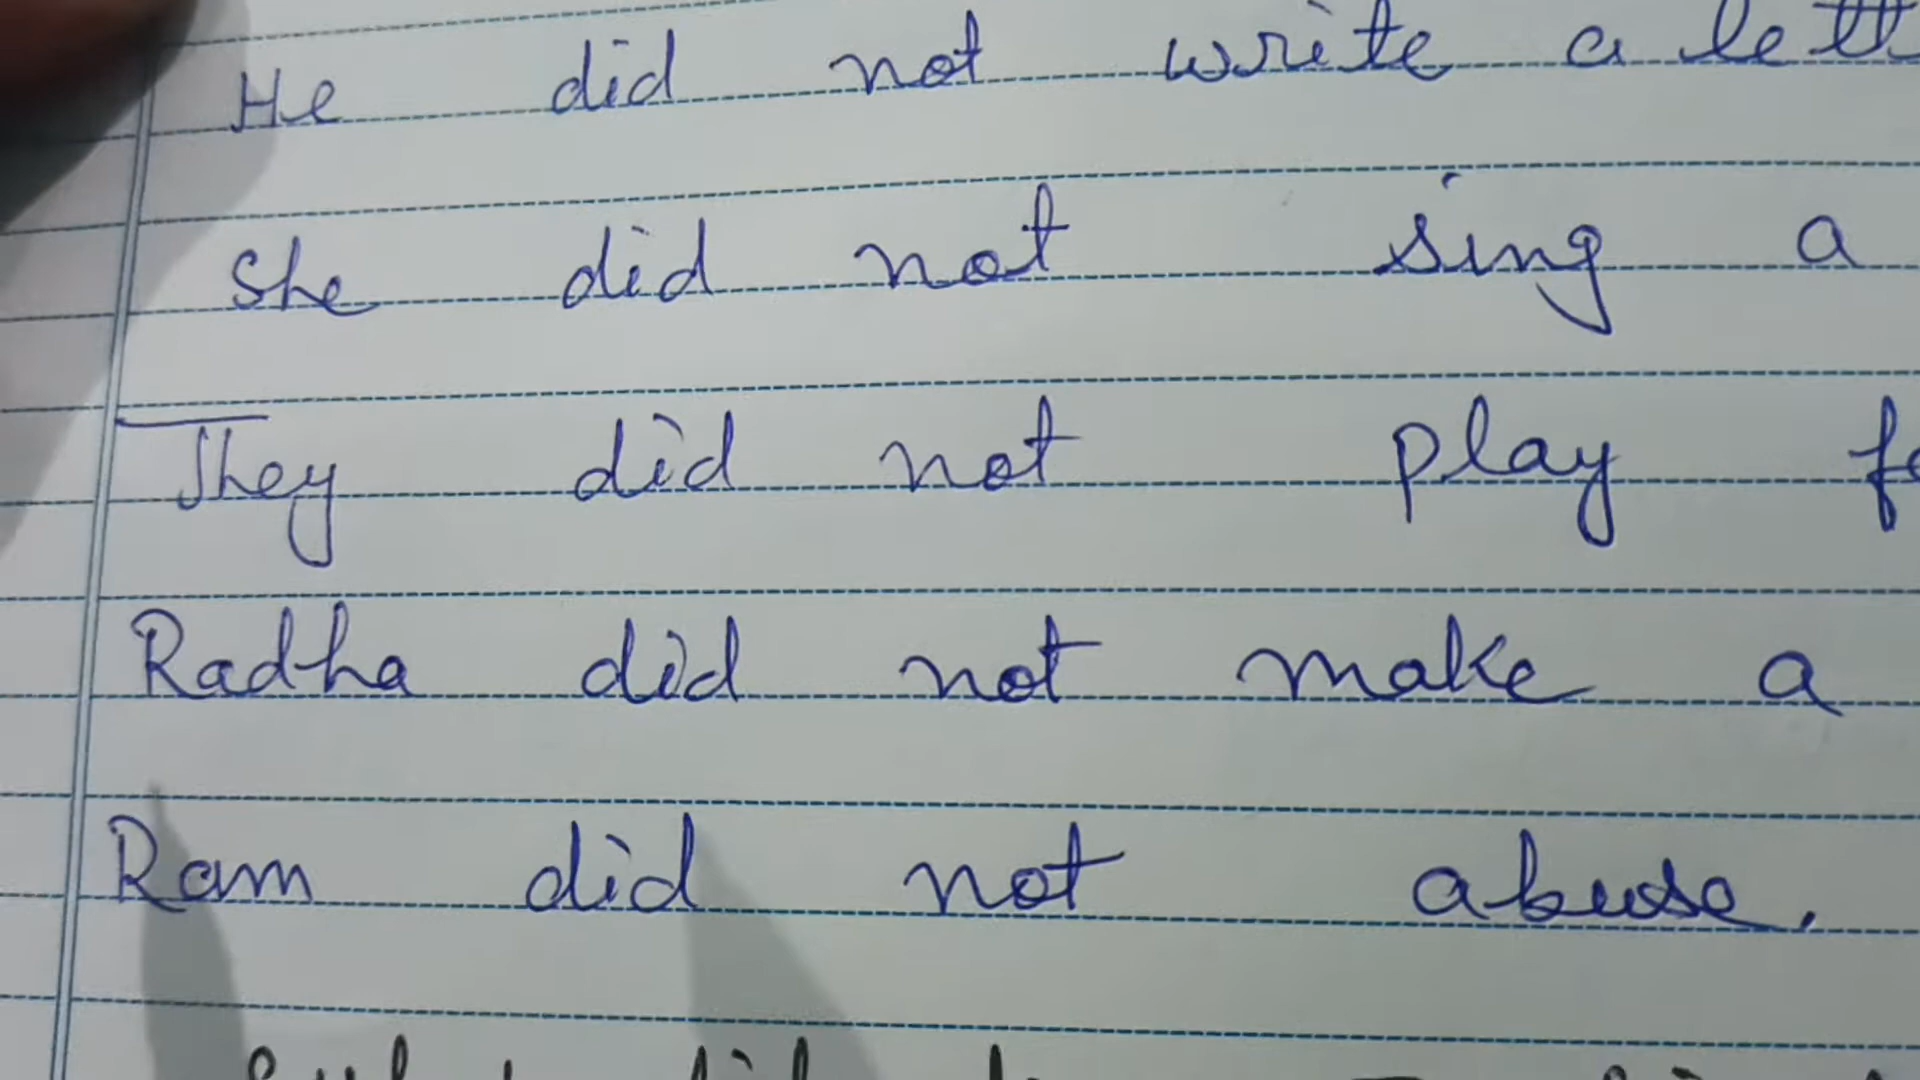 He did not write a lett
She did not sing a
They did not play
Radha did not make a
Ram did not abuse.